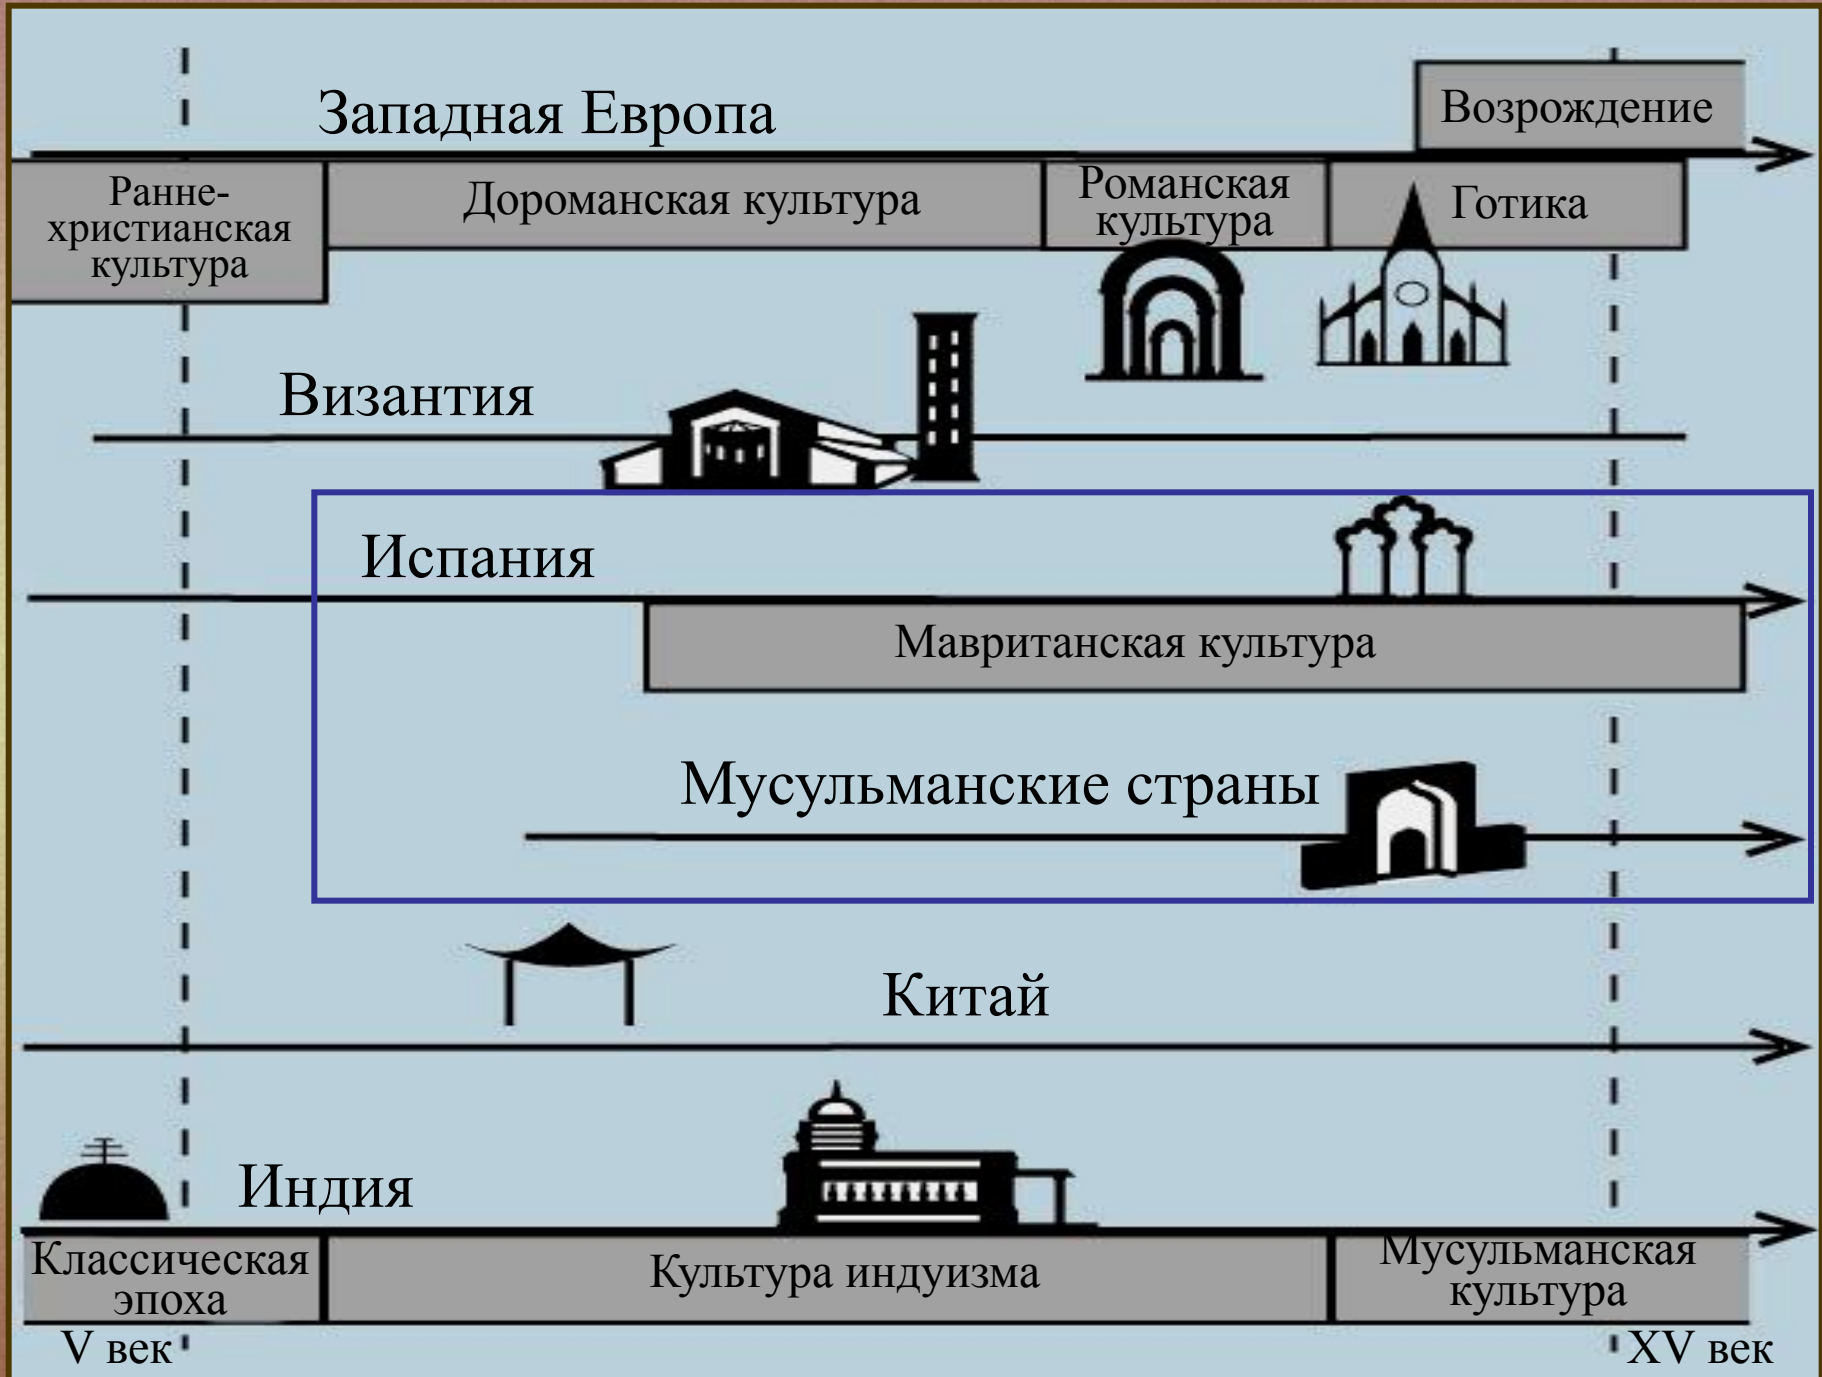 Западная Европа
Возрождение
Ранне-
христианская
культура
Дороманская культура
Романская
культура
Готика
Византия
Испания
Мавританская культура
Мусульманские страны
Китай
Индия
Классическая
эпоха
Культура индуизма
Мусульманская
культура
V век
XV век